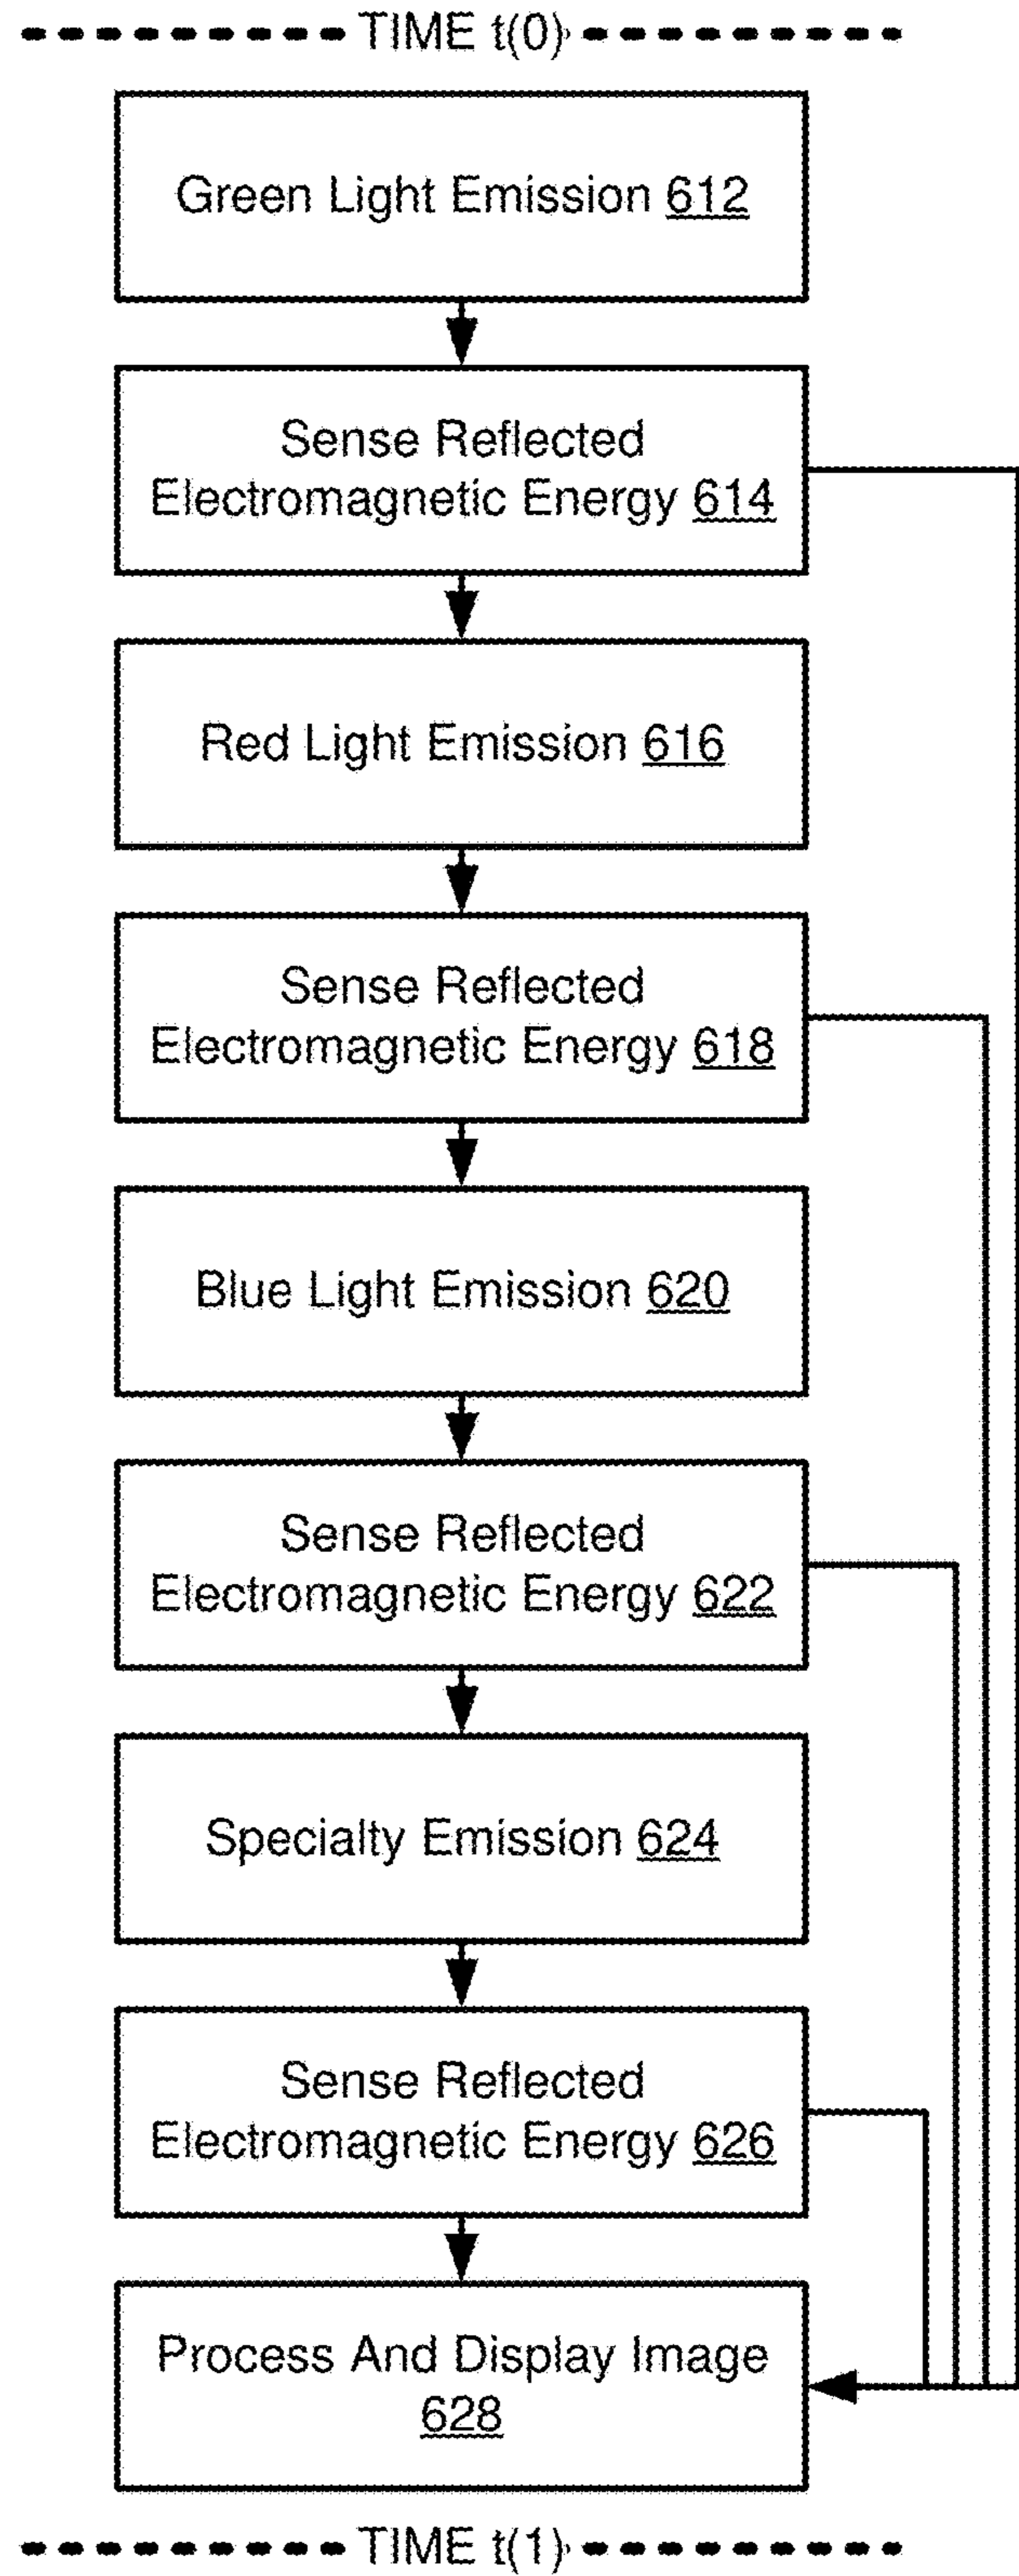 TIME t(0)
Green Light Emission 612
Sense Reflected
Electromagnetic Energy 614
Red Light Emission 616
Sense Reflected
Electromagnetic Energy 618
Blue Light Emission 620
Sense Reflected
Electromagnetic Energy 622
Specialty Emission 624
Sense Reflected
Electromagnetic Energy 626
Process And Display Image
628
TIME t(1)